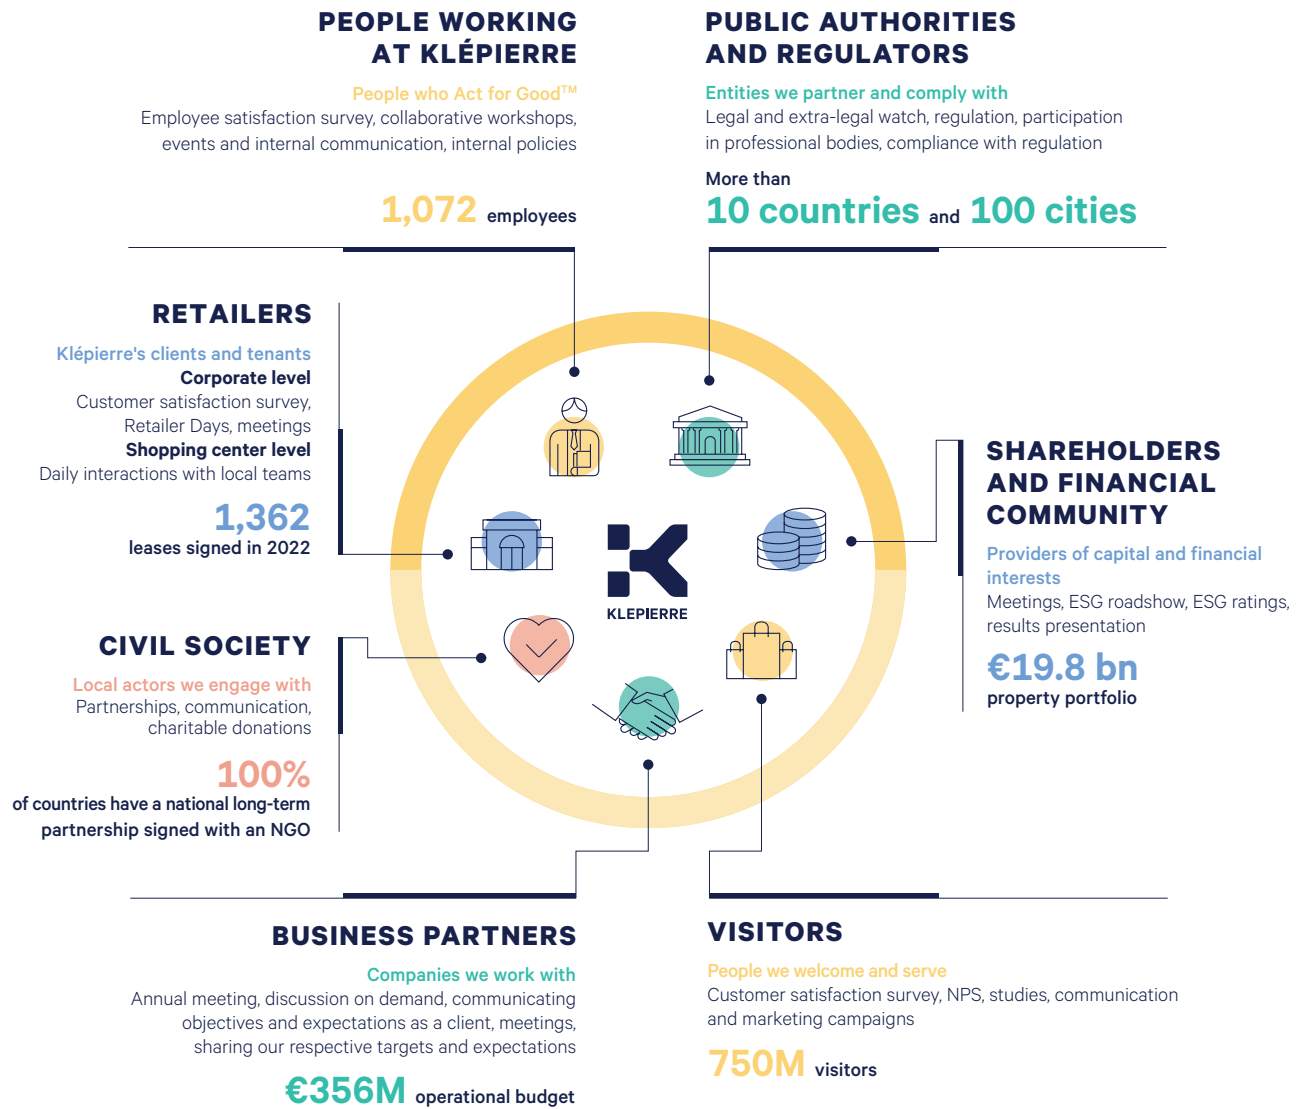 PEOPLE WORKING
AT KLÉPIERRE
People who Act for Good™
Employee satisfaction survey, collaborative workshops,
events and internal communication, internal policies
1,072 employees
PUBLIC AUTHORITIES
AND REGULATORS
Entities we partner and comply with
Legal and extra-legal watch, regulation, participation
in professional bodies, compliance with regulation
More than
10 countries and 100 cities
RETAILERS
Klépierre's clients and tenants
Corporate level
Customer satisfaction survey,
Retailer Days, meetings
Shopping center level
Daily interactions with local teams
1,362
leases signed in 2022
SHAREHOLDERS
AND FINANCIAL
COMMUNITY
Providers of capital and financial
interests
Meetings, ESG roadshow, ESG ratings,
results presentation
€19.8 bn
property portfolio
KLEPIERRE
CIVIL SOCIETY
Local actors we engage with
Partnerships, communication,
charitable donations
100%
of countries have a national long-term
partnership signed with an NGO
BUSINESS PARTNERS
Companies we work with
Annual meeting, discussion on demand, communicating
objectives and expectations as a client, meetings,
sharing our respective targets and expectations
€356M operational budget
VISITORS
People we welcome and serve
Customer satisfaction survey, NPS, studies, communication
and marketing campaigns
750M visitors